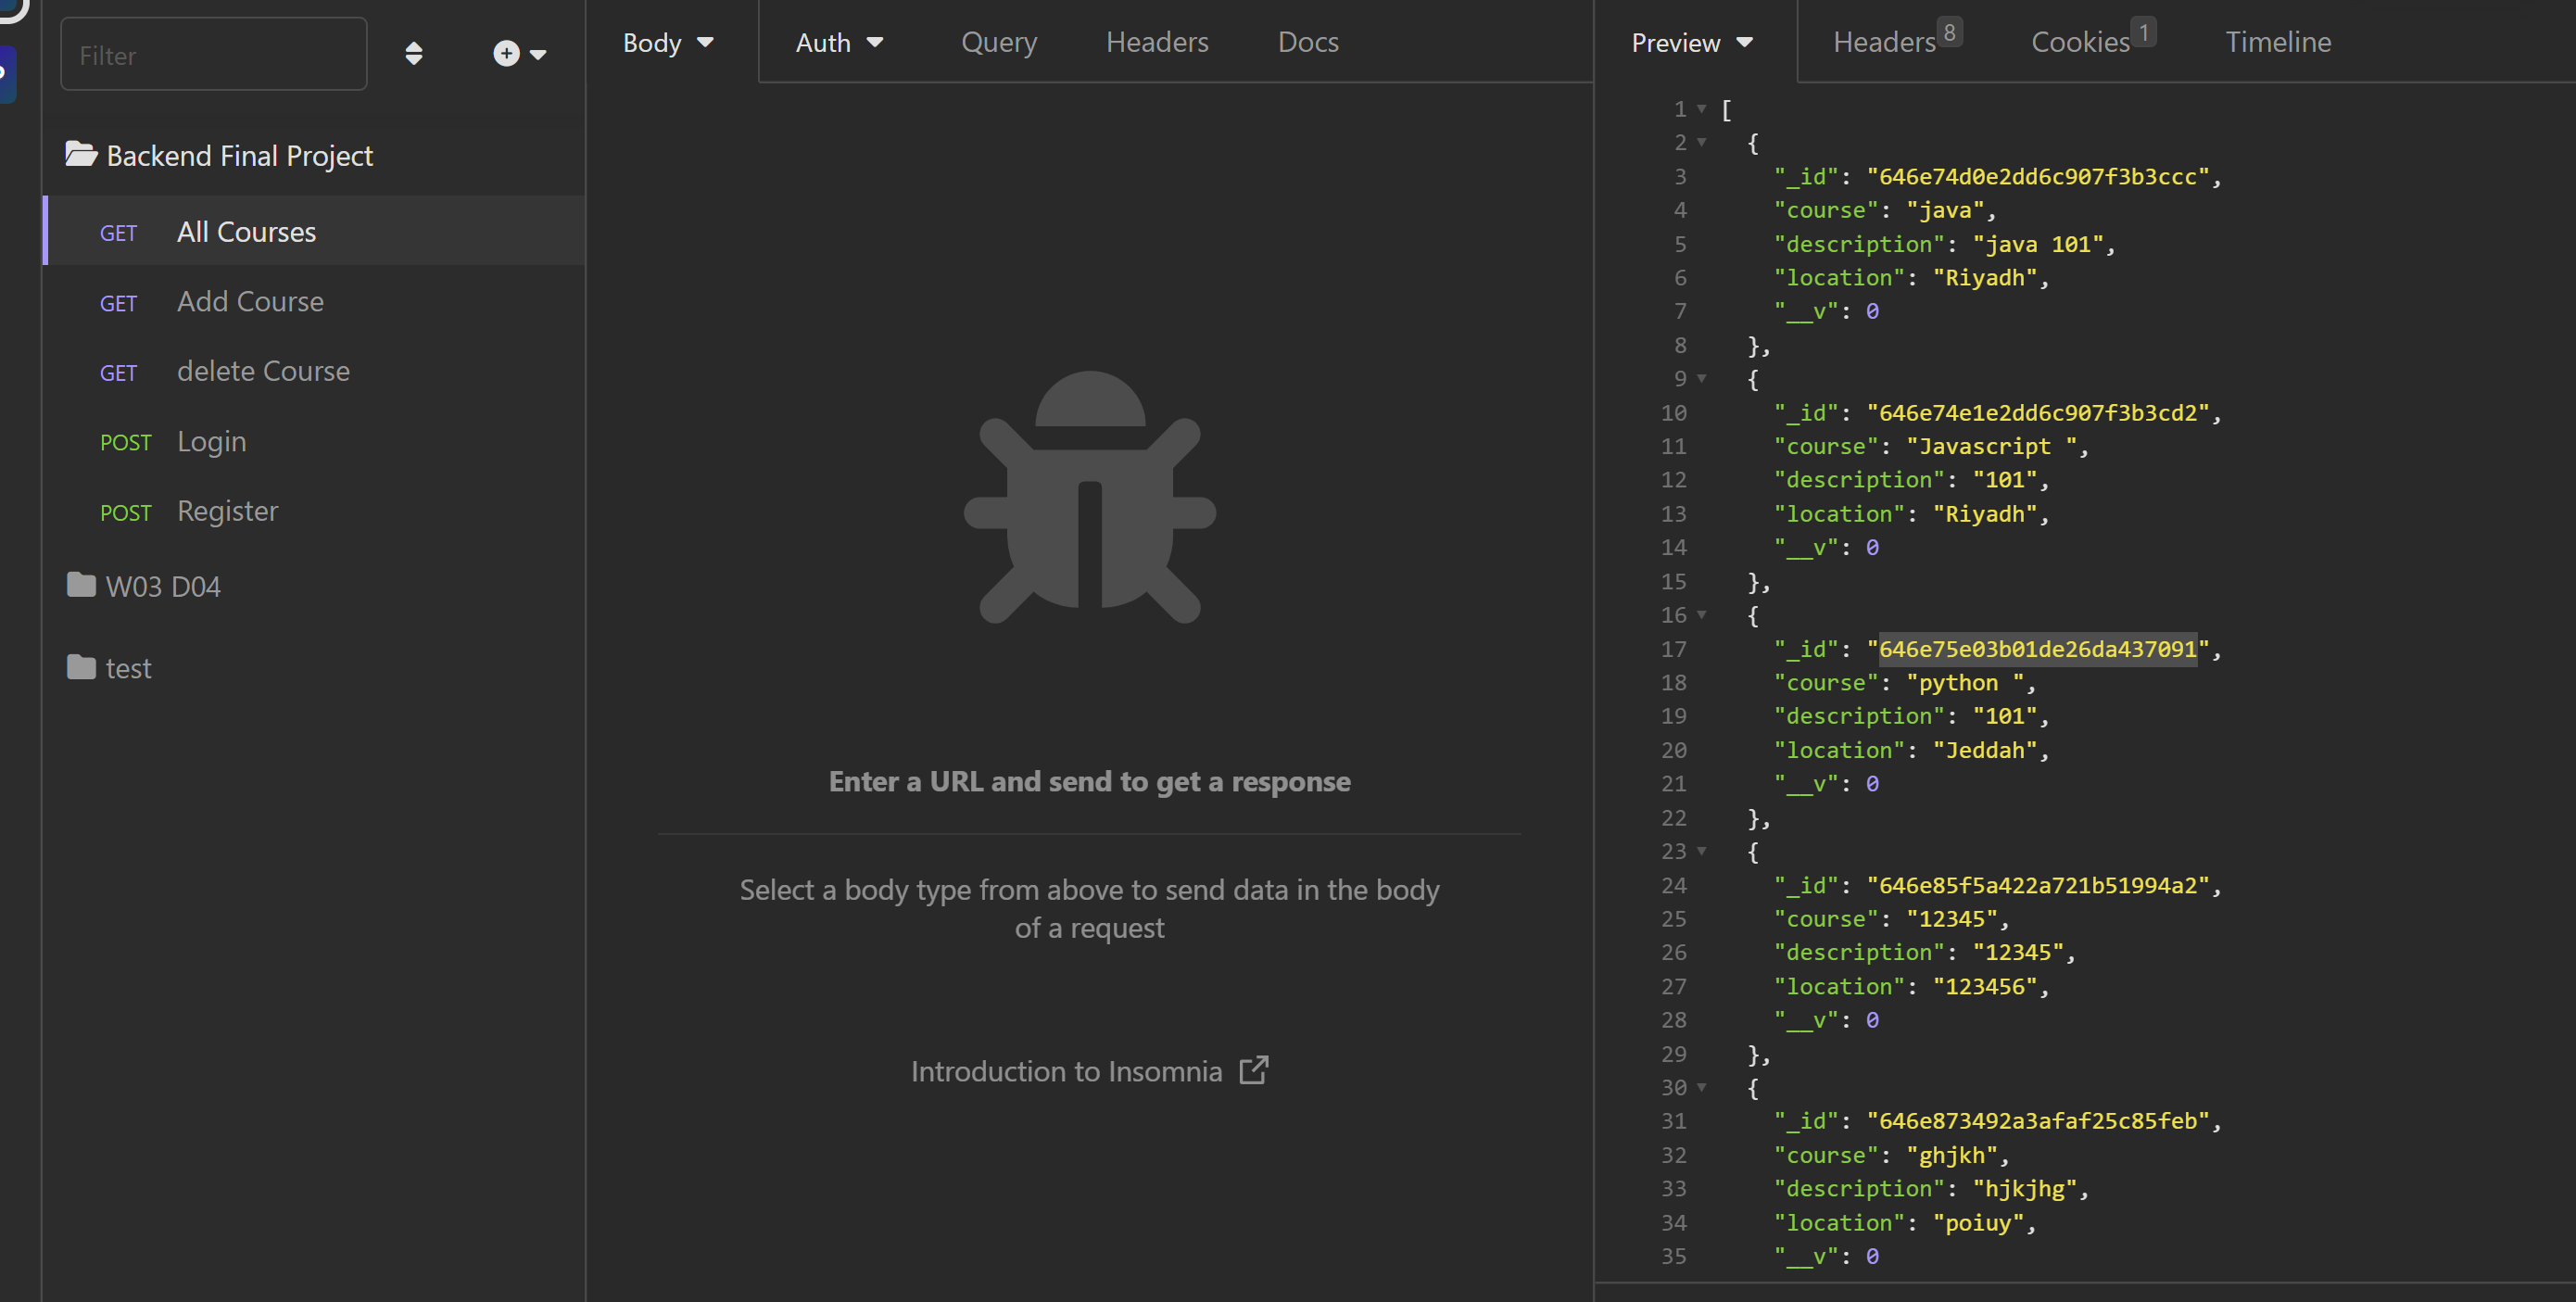 Filter
Backend Final Project
GET All Courses
GET Add Course
GET delete Course
POST Login
POST Register
W03 D04
test
Body Auth Query Headers Docs
Enter a URL and send to get a response
Select a body type from above to send data in the body
of a request
Introduction to Insomnia
Preview Headers 8 Cookies 1 Timeline
1 [
2 {
3 "_id": "646e74d0e2dd6c907f3b3ccc",
4 "course": "java",
5 "description": "java 101",
6 "location": "Riyadh",
7 "__v": 0
8 },
9 {
10 "_id": "646e74e1e2dd6c907f3b3cd2",
11 "course": "Javascript ",
12 "description": "101",
13 "location": "Riyadh",
14 "__v": 0
15 },
16 {
17 "_id": "646e75e03b01de26da437091",
18 "course": "python ",
19 "description": "101",
20 "location": "Jeddah",
21 "__v": 0
22 },
23 {
24 "_id": "646e85f5a422a721b51994a2",
25 "course": "12345",
26 "description": "12345",
27 "location": "123456",
28 "__v": 0
29 },
30 {
31 "_id": "646e873492a3afaf25c85feb",
32 "course": "ghjkh",
33 "description": "hjkjhg",
34 "location": "poiuy",
35 "__v": 0